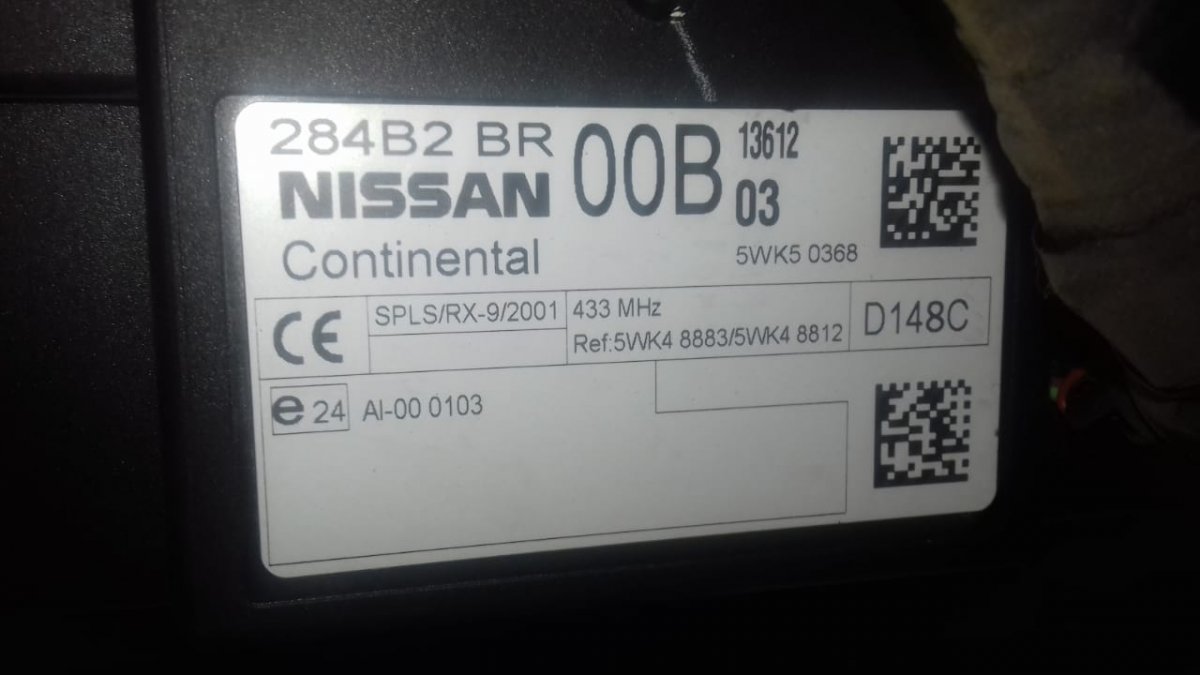 284B2 BR 00B 13612
NISSAN 03
Continental 5WK5 0368
CE SPLS/RX-9/2001 433 MHz D148C
Ref:5WK4 8883/5WK4 8812
e 24 AI-00 0103